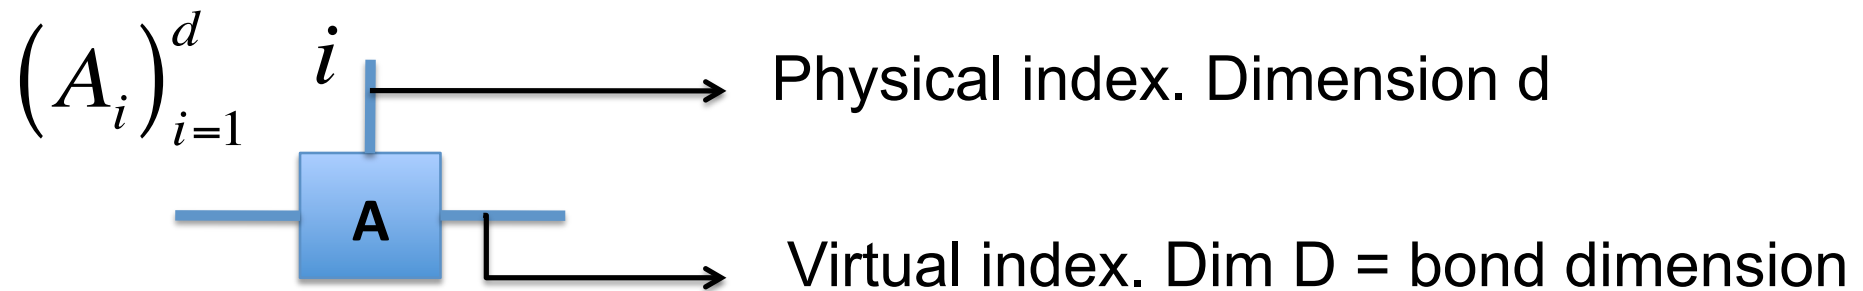 (A_i)_{i=1}^d i Physical index. Dimension d
A
Virtual index. Dim D = bond dimension